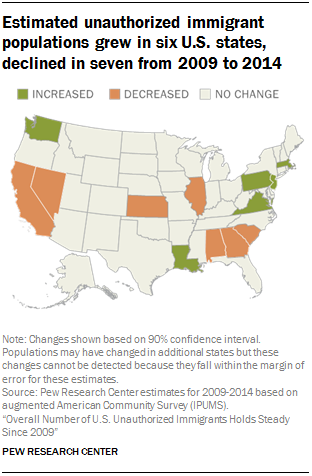 Estimated unauthorized immigrant
populations grew in six U.S. states,
declined in seven from 2009 to 2014
INCREASED DECREASED NO CHANGE
Note: Changes shown based on 90% confidence interval.
Populations may have changed in additional states but these
changes cannot be detected because they fall within the margin of
error for these estimates.
Source: Pew Research Center estimates for 2009-2014 based on
augmented American Community Survey (IPUMS).
“Overall Number of U.S. Unauthorized Immigrants Holds Steady
Since 2009”
PEW RESEARCH CENTER